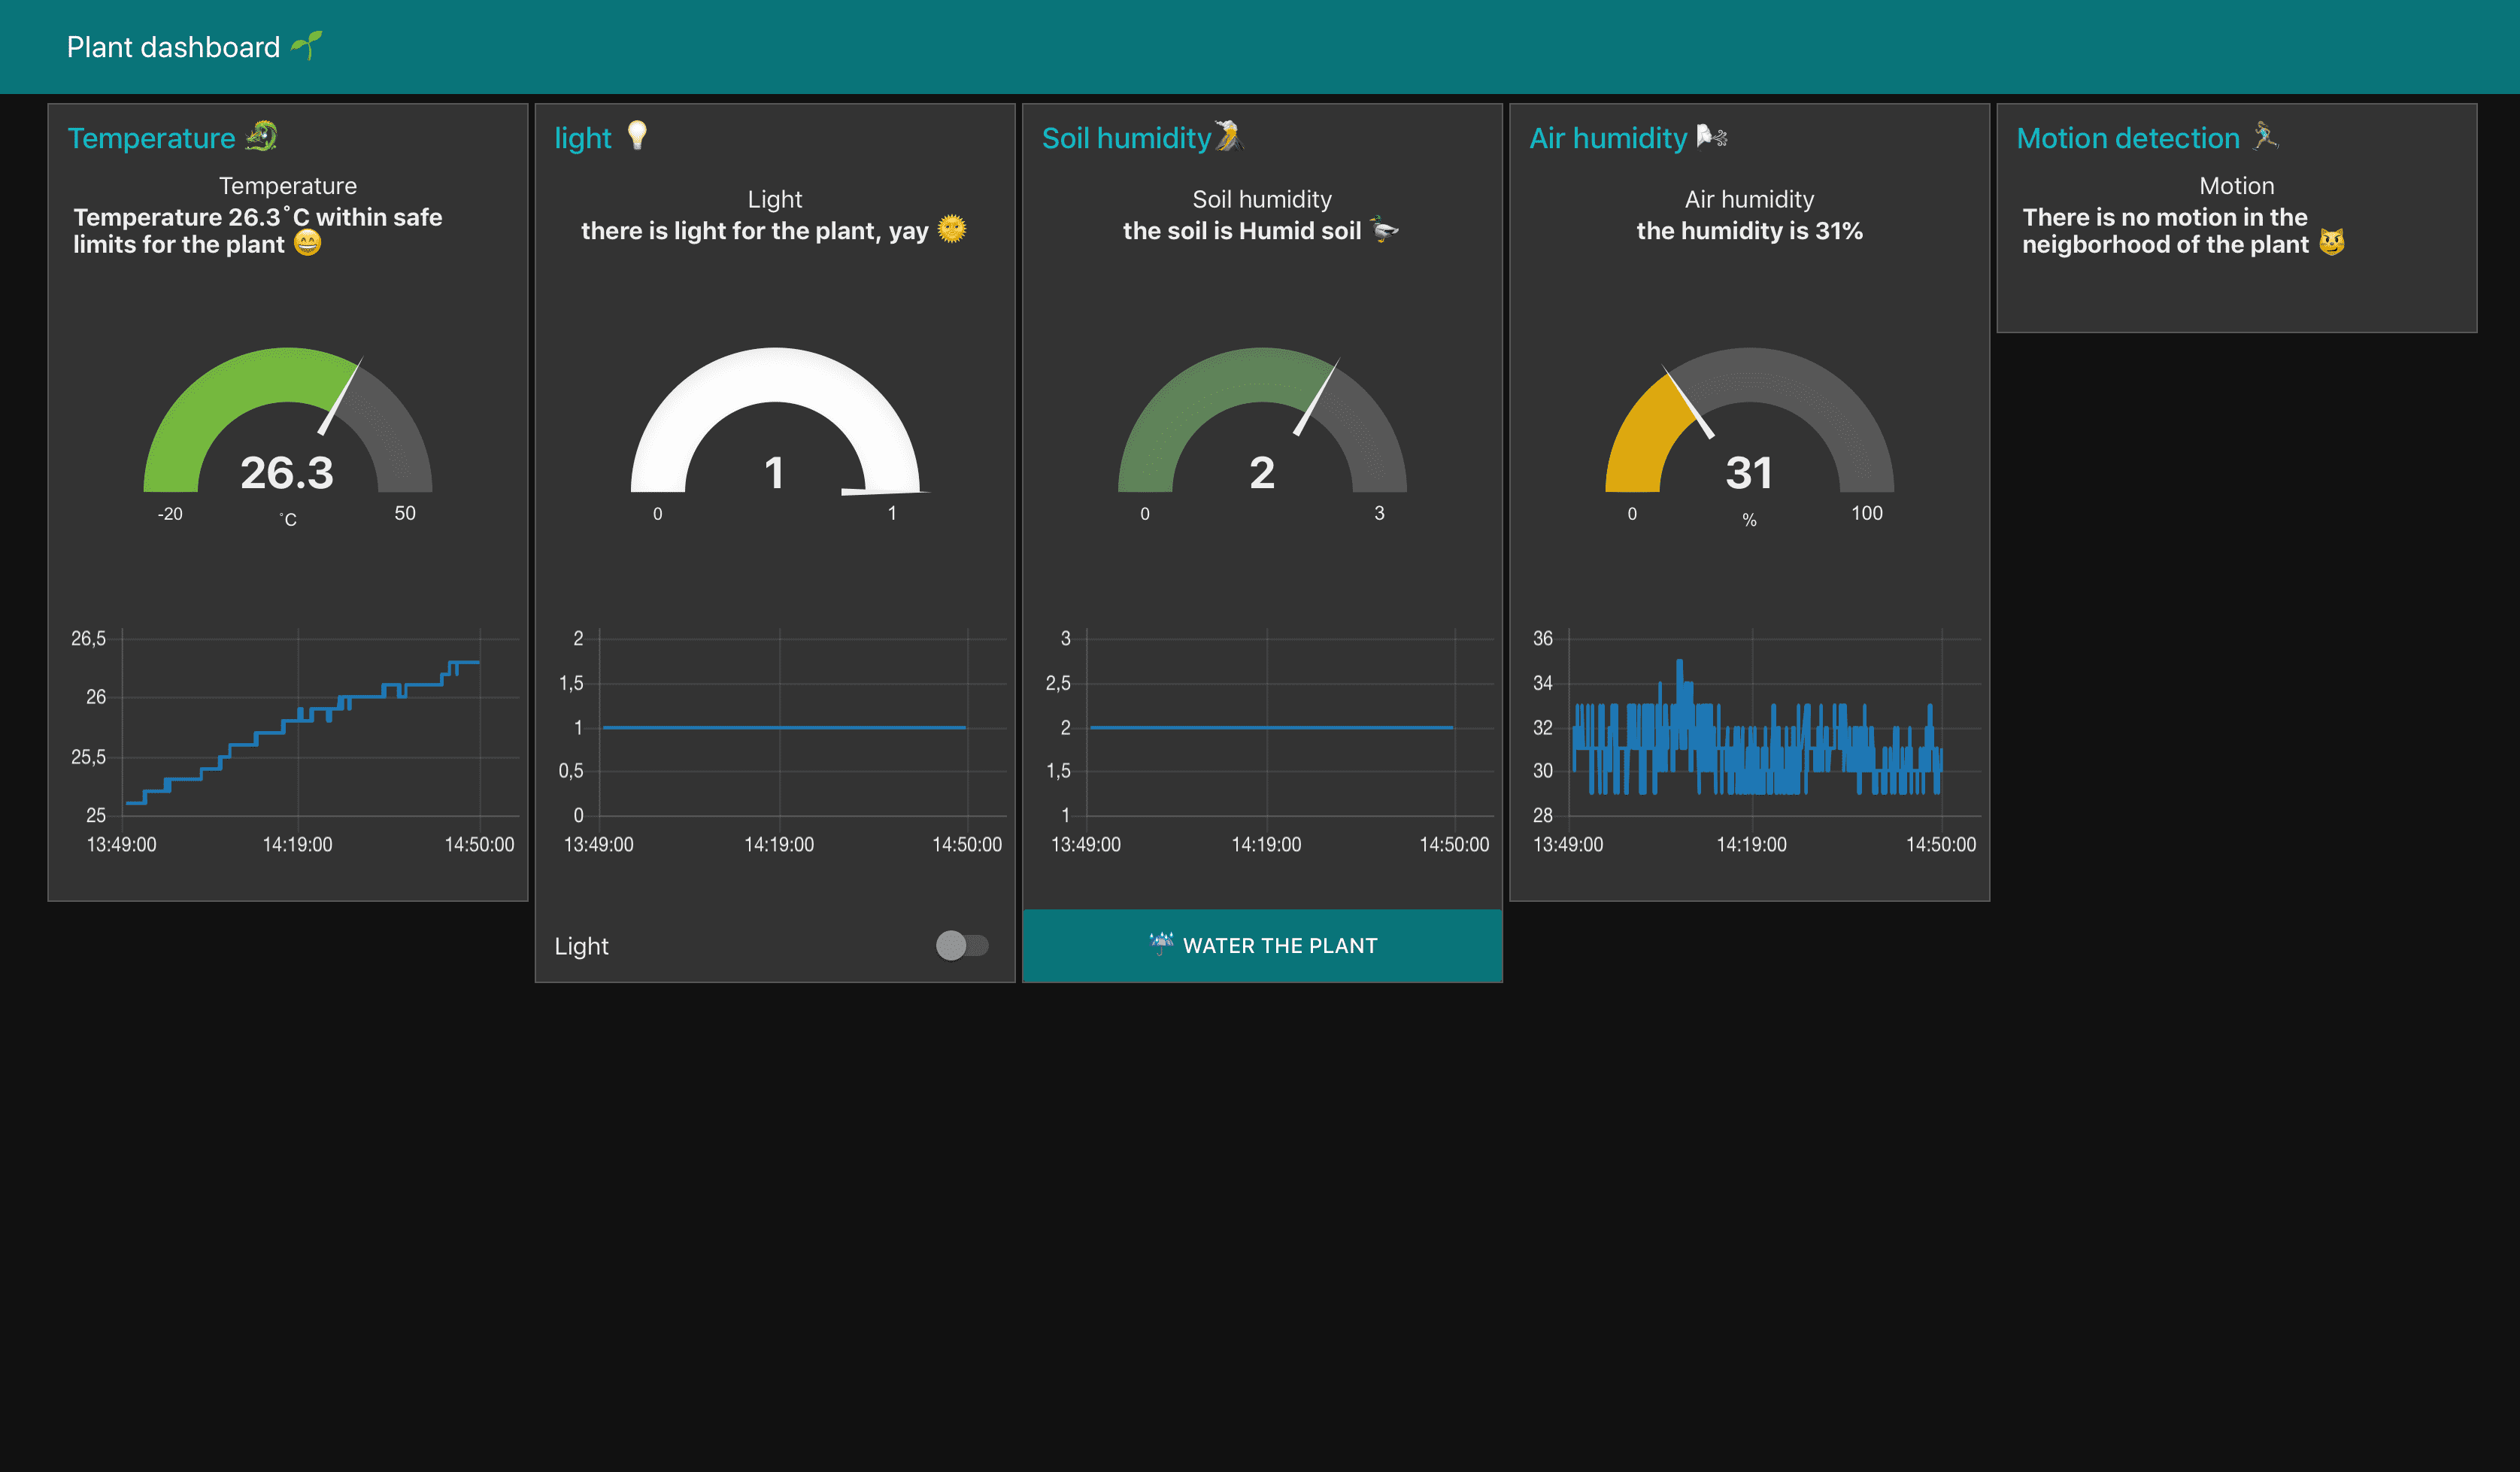 Plant dashboard 🌱
Temperature 🐉
Temperature
Temperature 26.3˚C within safe
limits for the plant 😄
26.3
-20
˚C
50
26,5
26
25,5
25
13:49:00
14:19:00
14:50:00
light 💡
Light
there is light for the plant, yay 🌞
1
0
1
2
1,5
1
0,5
0
13:49:00
14:19:00
14:50:00
Light
Soil humidity🌋
Soil humidity
the soil is Humid soil 🦆
2
0
3
3
2,5
2
1,5
1
13:49:00
14:19:00
14:50:00
☔ WATER THE PLANT
Air humidity 🌬
Air humidity
the humidity is 31%
31
0
%
100
36
34
32
30
28
13:49:00
14:19:00
14:50:00
Motion detection 🏃
Motion
There is no motion in the
neigborhood of the plant 😼